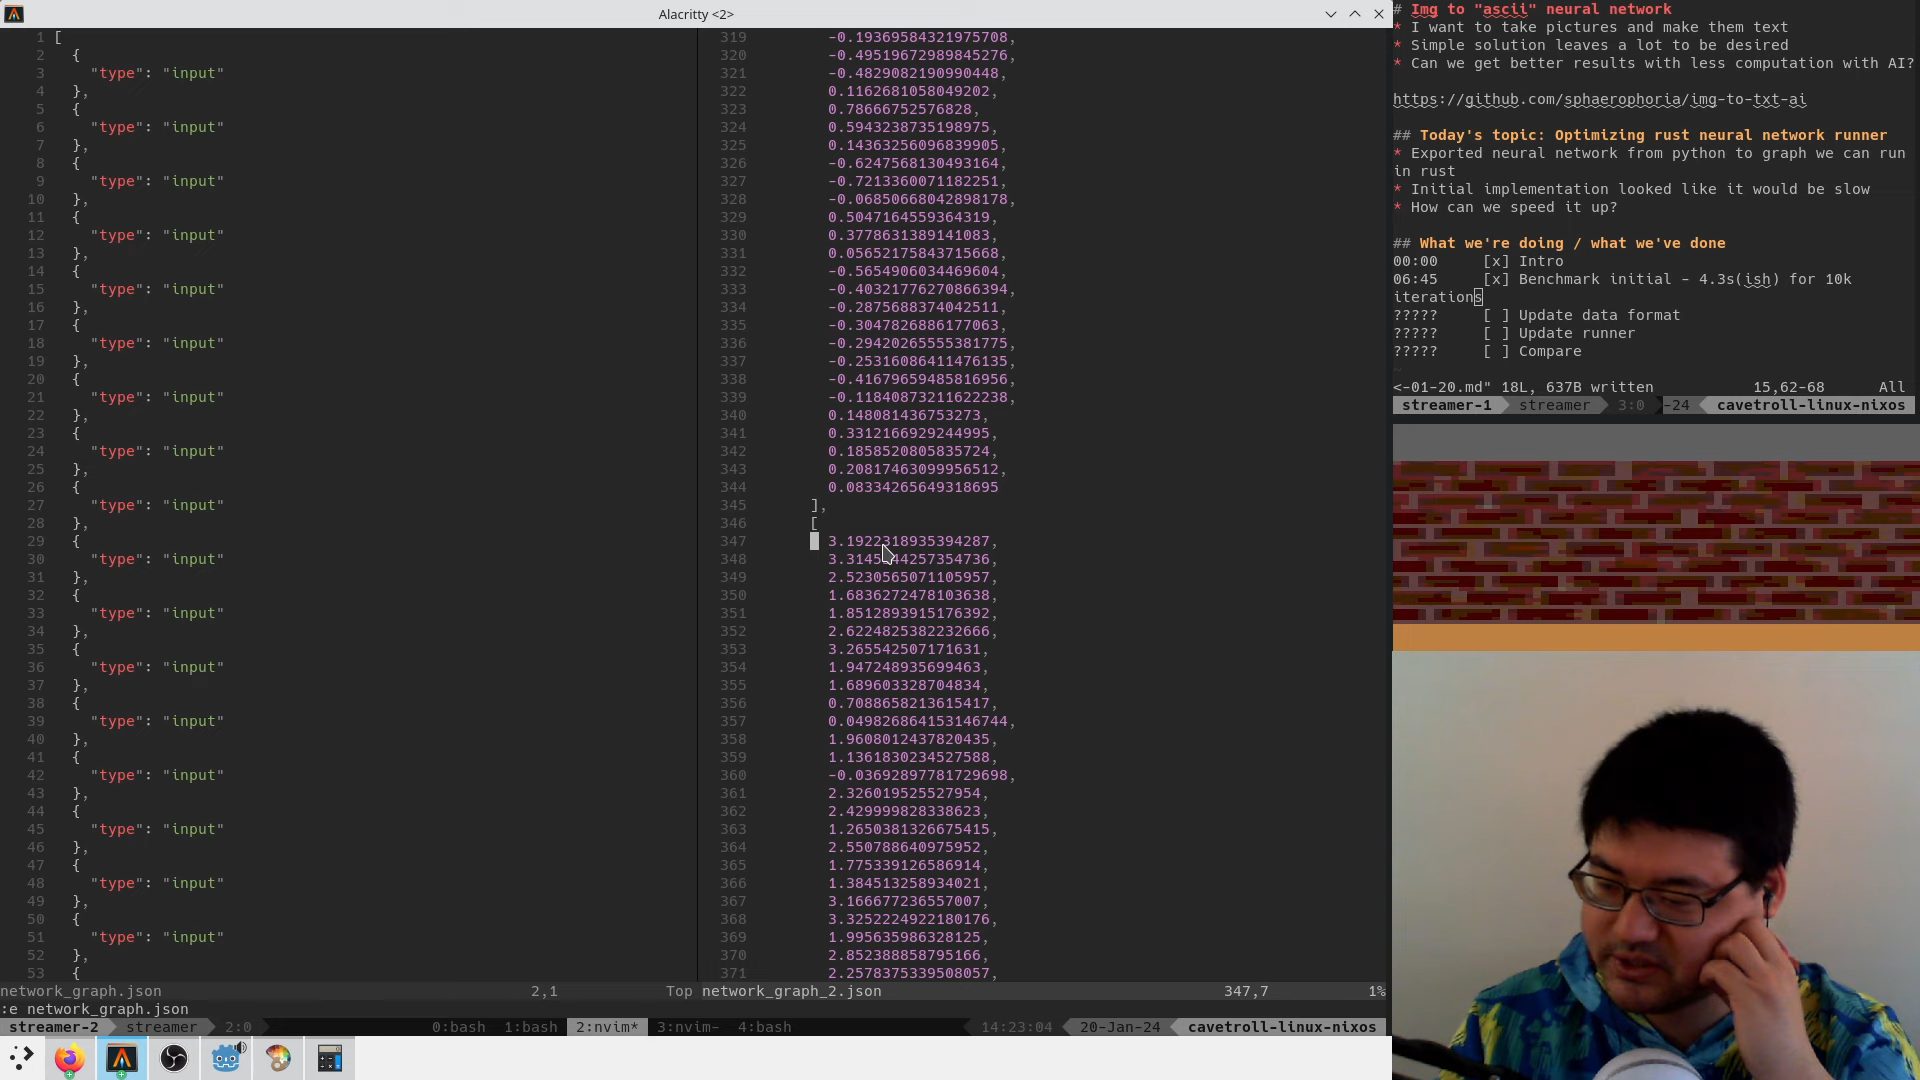 Alacritty <2>
1 [
2 {
3 "type": "input"
4 },
5 {
6 "type": "input"
7 },
8 {
9 "type": "input"
10 },
11 {
12 "type": "input"
13 },
14 {
15 "type": "input"
16 },
17 {
18 "type": "input"
19 },
20 {
21 "type": "input"
22 },
23 {
24 "type": "input"
25 },
26 {
27 "type": "input"
28 },
29 {
30 "type": "input"
31 },
32 {
33 "type": "input"
34 },
35 {
36 "type": "input"
37 },
38 {
39 "type": "input"
40 },
41 {
42 "type": "input"
43 },
44 {
45 "type": "input"
46 },
47 {
48 "type": "input"
49 },
50 {
51 "type": "input"
52 },
53 {
network_graph.json 2,1 Top
319 -0.19369584321975708,
320 -0.49519672989845276,
321 -0.4829082190990448,
322 0.1162681058049202,
323 0.78666752576828,
324 0.5943238735198975,
325 0.14363256096839905,
326 -0.6247568130493164,
327 -0.7213360071182251,
328 -0.06850668042898178,
329 0.5047164559364319,
330 0.3778631389141083,
331 0.05652175843715668,
332 -0.5654906034469604,
333 -0.40321776270866394,
334 -0.2875688374042511,
335 -0.3047826886177063,
336 -0.29420265555381775,
337 -0.25316086411476135,
338 -0.41679659485816956,
339 -0.11840873211622238,
340 0.148081436753273,
341 0.3312166929244995,
342 0.1858520805835724,
343 0.20817463099956512,
344 0.08334265649318695
345 ],
346 [
347 3.1922318935394287,
348
349 2.5230565071105957,
350 1.6836272478103638,
351 1.8512893915176392,
352 2.6224825382232666,
353 3.265542507171631,
354 1.947248935699463,
355 1.689603328704834,
356 0.7088658213615417,
357 0.049826864153146744,
358 1.9608012437820435,
359 1.1361830234527588,
360 -0.03692897781729698,
361 2.326019525527954,
362 2.429999828338623,
363 1.2650381326675415,
364 2.550788640975952,
365 1.775339126586914,
366 1.384513258934021,
367 3.166677236557007,
368 3.3252224922180176,
369 1.995635986328125,
370 2.852388858795166,
371 2.2578375339508057,
network_graph_2.json 347,7 1%
:e network_graph.json
streamer-2 streamer 2:0 0:bash 1:bash 2:nvim* 3:nvim- 4:bash 14:23:04 20-Jan-24 cavetroll-linux-nixos
# Img to "ascii" neural network
* I want to take pictures and make them text
* Simple solution leaves a lot to be desired
* Can we get better results with less computation with AI?
https://github.com/sphaerophoria/img-to-txt-ai
## Today's topic: Optimizing rust neural network runner
* Exported neural network from python to graph we can run
in rust
* Initial implementation looked like it would be slow
* How can we speed it up?
## What we're doing / what we've done
00:00 [x] Intro
06:45 [x] Benchmark initial - 4.3s(ish) for 10k
iterations
????? [ ] Update data format
????? [ ] Update runner
????? [ ] Compare
~
<-01-20.md" 18L, 637B written 15,62-68 All
streamer-1 streamer 3:0 -24 cavetroll-linux-nixos